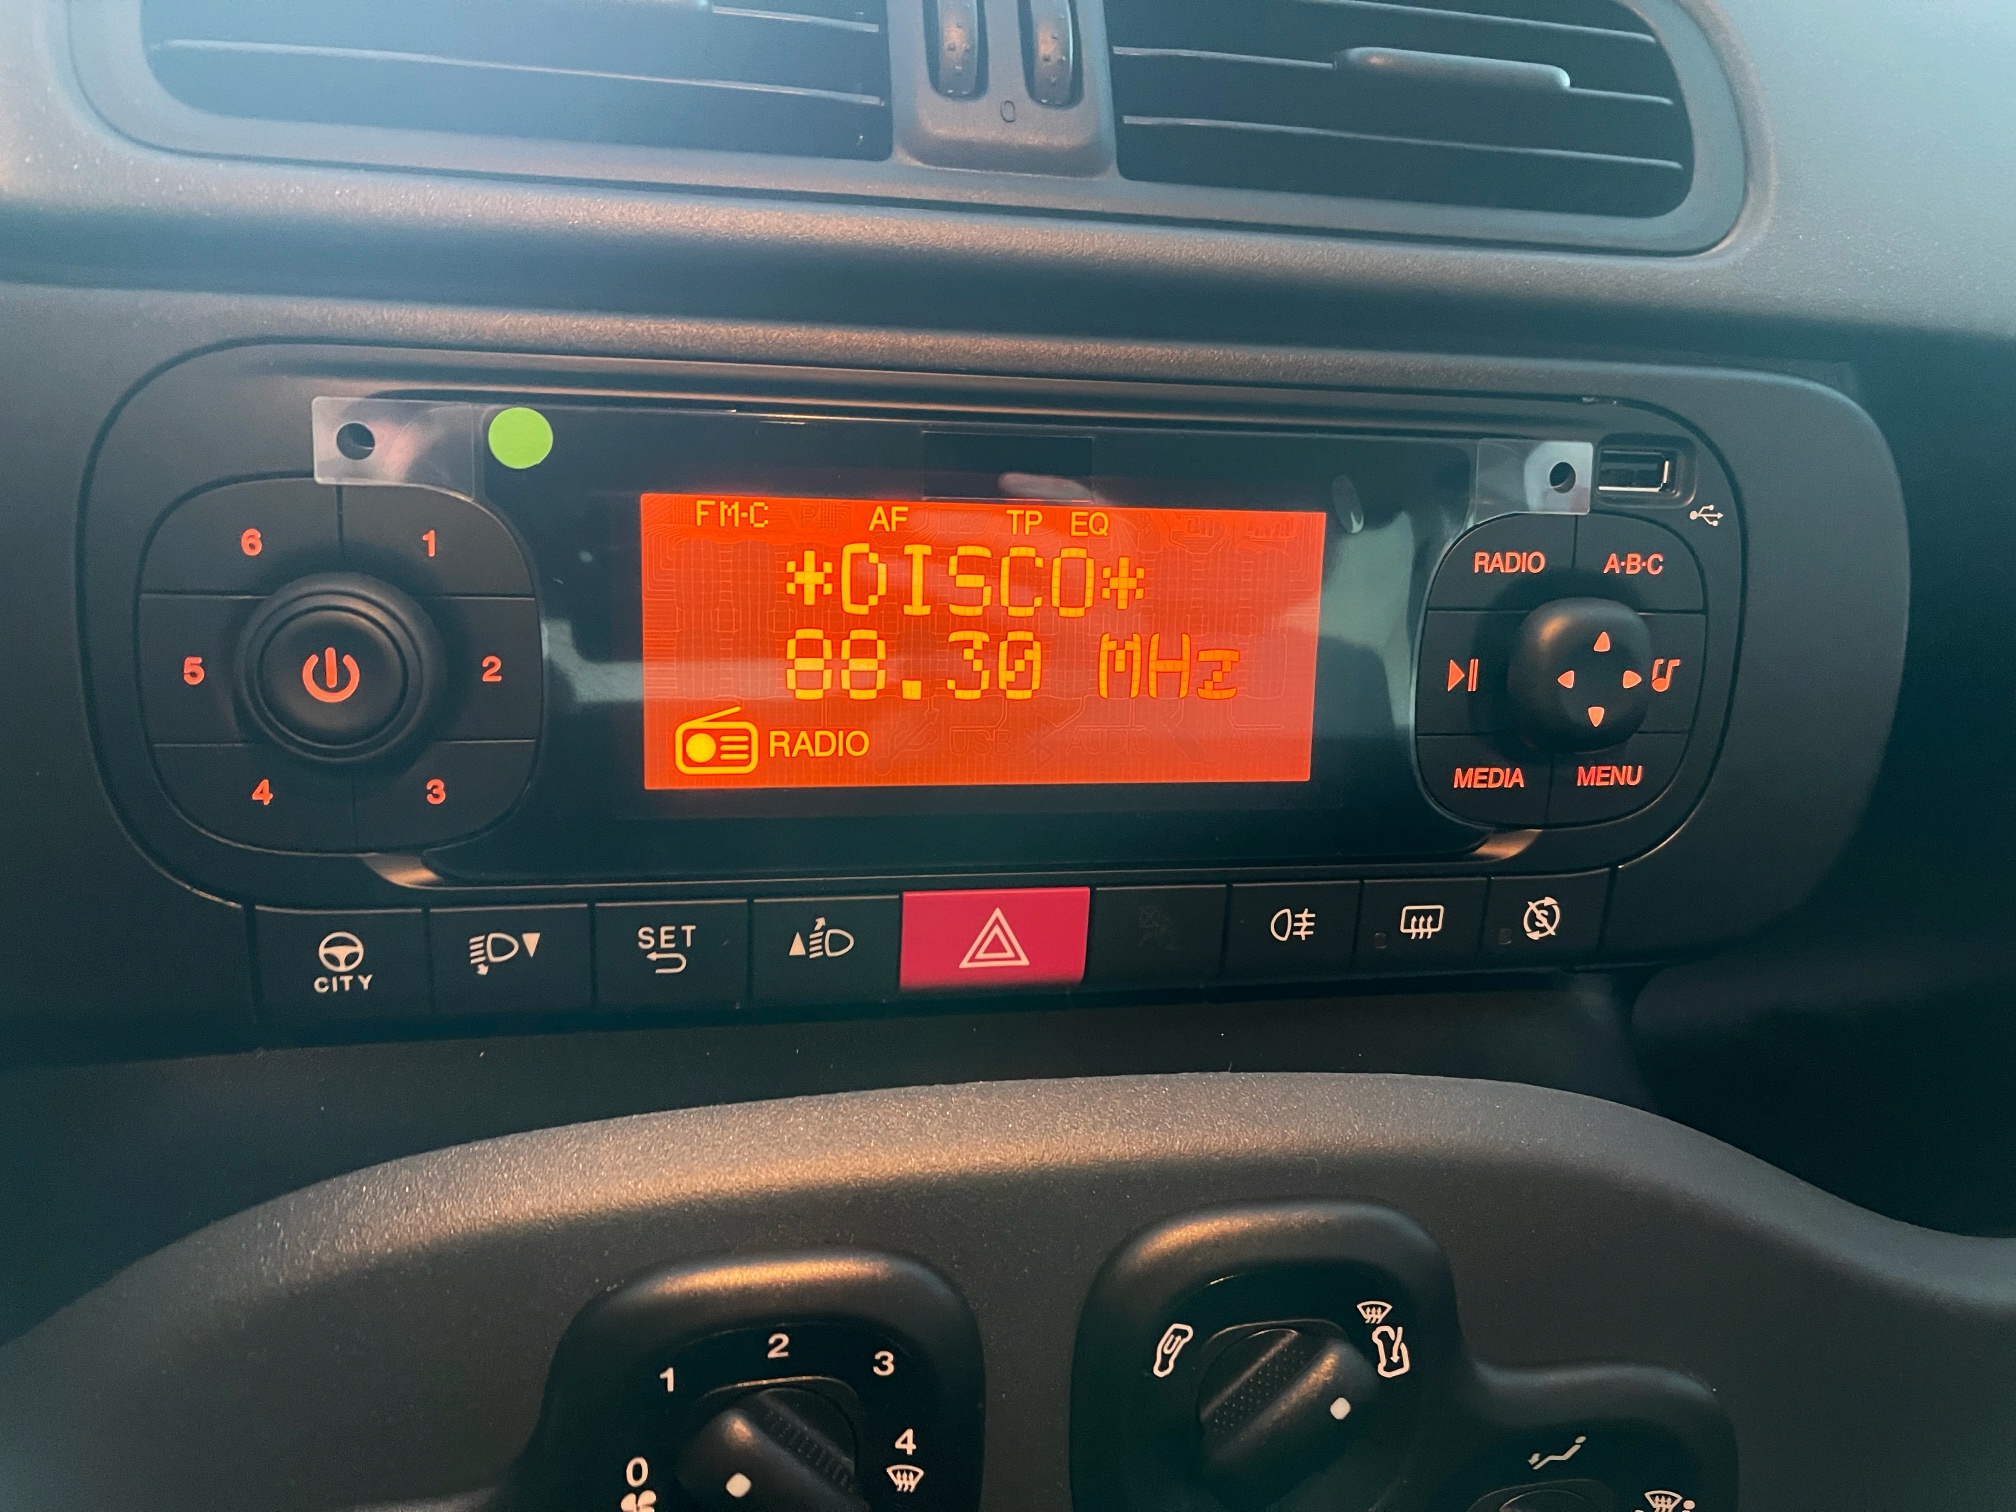 6 1
5 2
4 3
FM-C AF TP EQ
*DISCO*
88.30 MHz
RADIO
RADIO A·B·C
MEDIA MENU
CITY
SET
0 1 2 3 4